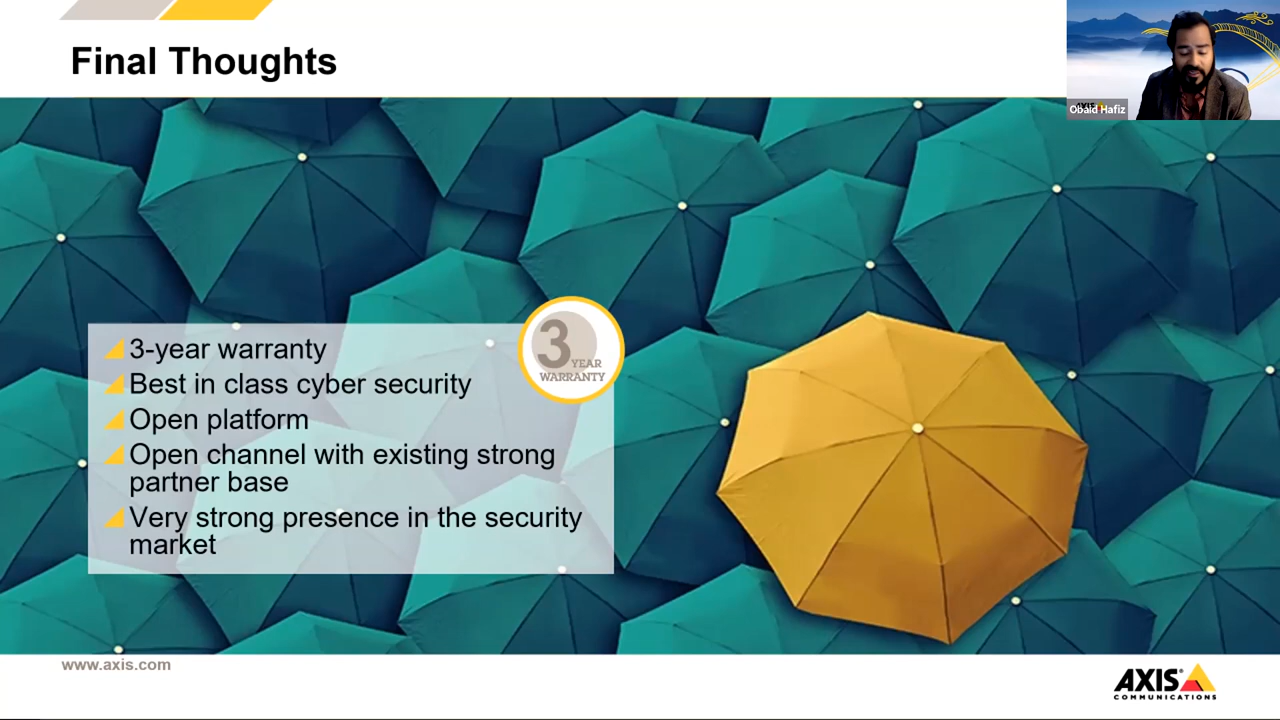 Final Thoughts
Obaid Hafiz
3-year warranty
Best in class cyber security
Open platform
Open channel with existing strong
partner base
Very strong presence in the security
market
3
YEAR
WARRANTY
www.axis.com
AXIS
COMMUNICATIONS